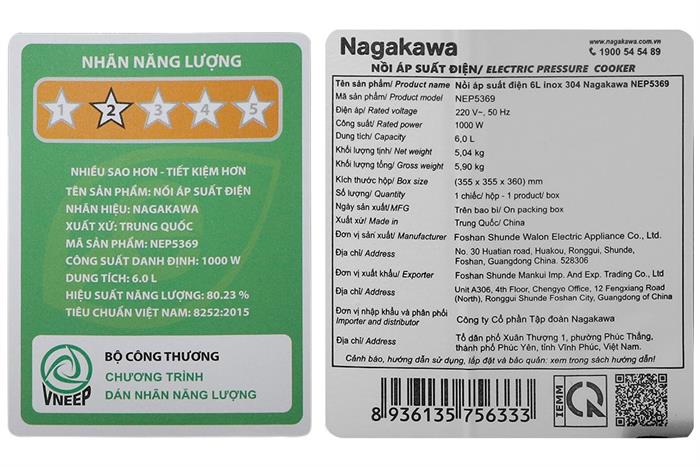 NHÃN NĂNG LƯỢNG
1 2 3 4 5
NHIỀU SAO HƠN - TIẾT KIỆM HƠN
TÊN SẢN PHẨM: NỒI ÁP SUẤT ĐIỆN
NHÃN HIỆU: NAGAKAWA
XUẤT XỨ: TRUNG QUỐC
MÃ SẢN PHẨM: NEP5369
CÔNG SUẤT DANH ĐỊNH: 1000 W
DUNG TÍCH: 6.0 L
HIỆU SUẤT NĂNG LƯỢNG: 80.23 %
TIÊU CHUẨN VIỆT NAM: 8252:2015
VNEEP
BỘ CÔNG THƯƠNG
CHƯƠNG TRÌNH
DÁN NHÃN NĂNG LƯỢNG
Nagakawa
www.nagakawa.com.vn
1900 54 54 89
NỒI ÁP SUẤT ĐIỆN/ ELECTRIC PRESSURE COOKER
Tên sản phẩm/ Product name Nồi áp suất điện 6L inox 304 Nagakawa NEP5369
Mã sản phẩm/ Product model NEP5369
Điện áp/ Rated voltage 220 V~, 50 Hz
Công suất/ Rated power 1000 W
Dung tích/ Capacity 6,0 L
Khối lượng tịnh/ Net weight 5,04 kg
Khối lượng tổng/ Gross weight 5,90 kg
Kích thước hộp/ Box size (355 x 355 x 360) mm
Số lượng/ Quantity 1 chiếc/ hộp - 1 product/ box
Ngày sản xuất/MFG Trên bao bì/ On packing box
Xuất xứ/ Made in Trung Quốc/ China
Đơn vị sản xuất/ Manufacturer Foshan Shunde Walon Electric Appliance Co., Ltd.
Địa chỉ/ Address No. 30 Huatian road, Huakou, Ronggui, Shunde,
Foshan, Guangdong China. 528306
Đơn vị xuất khẩu/ Exporter Foshan Shunde Mankui Imp. And Exp. Trading Co., Ltd
Địa chỉ/ Address Unit A306, 4th Floor, Chengye Office, 12 Fengxiang Road
(North), Ronggui Shunde Foshan City, Guangdong China.
Đơn vị nhập khẩu và phân phối
Importer and distributor Công ty Cổ phần Tập đoàn Nagakawa
Địa chỉ/ Address Tổ dân phố Xuân Thượng 1, phường Phúc Thắng,
thành phố Phúc Yên, tỉnh Vĩnh Phúc, Việt Nam.
Cảnh báo, hướng dẫn sử dụng, lắp đặt và bảo quản: xem trong sách hướng dẫn!
8 936135 756333
TEMM